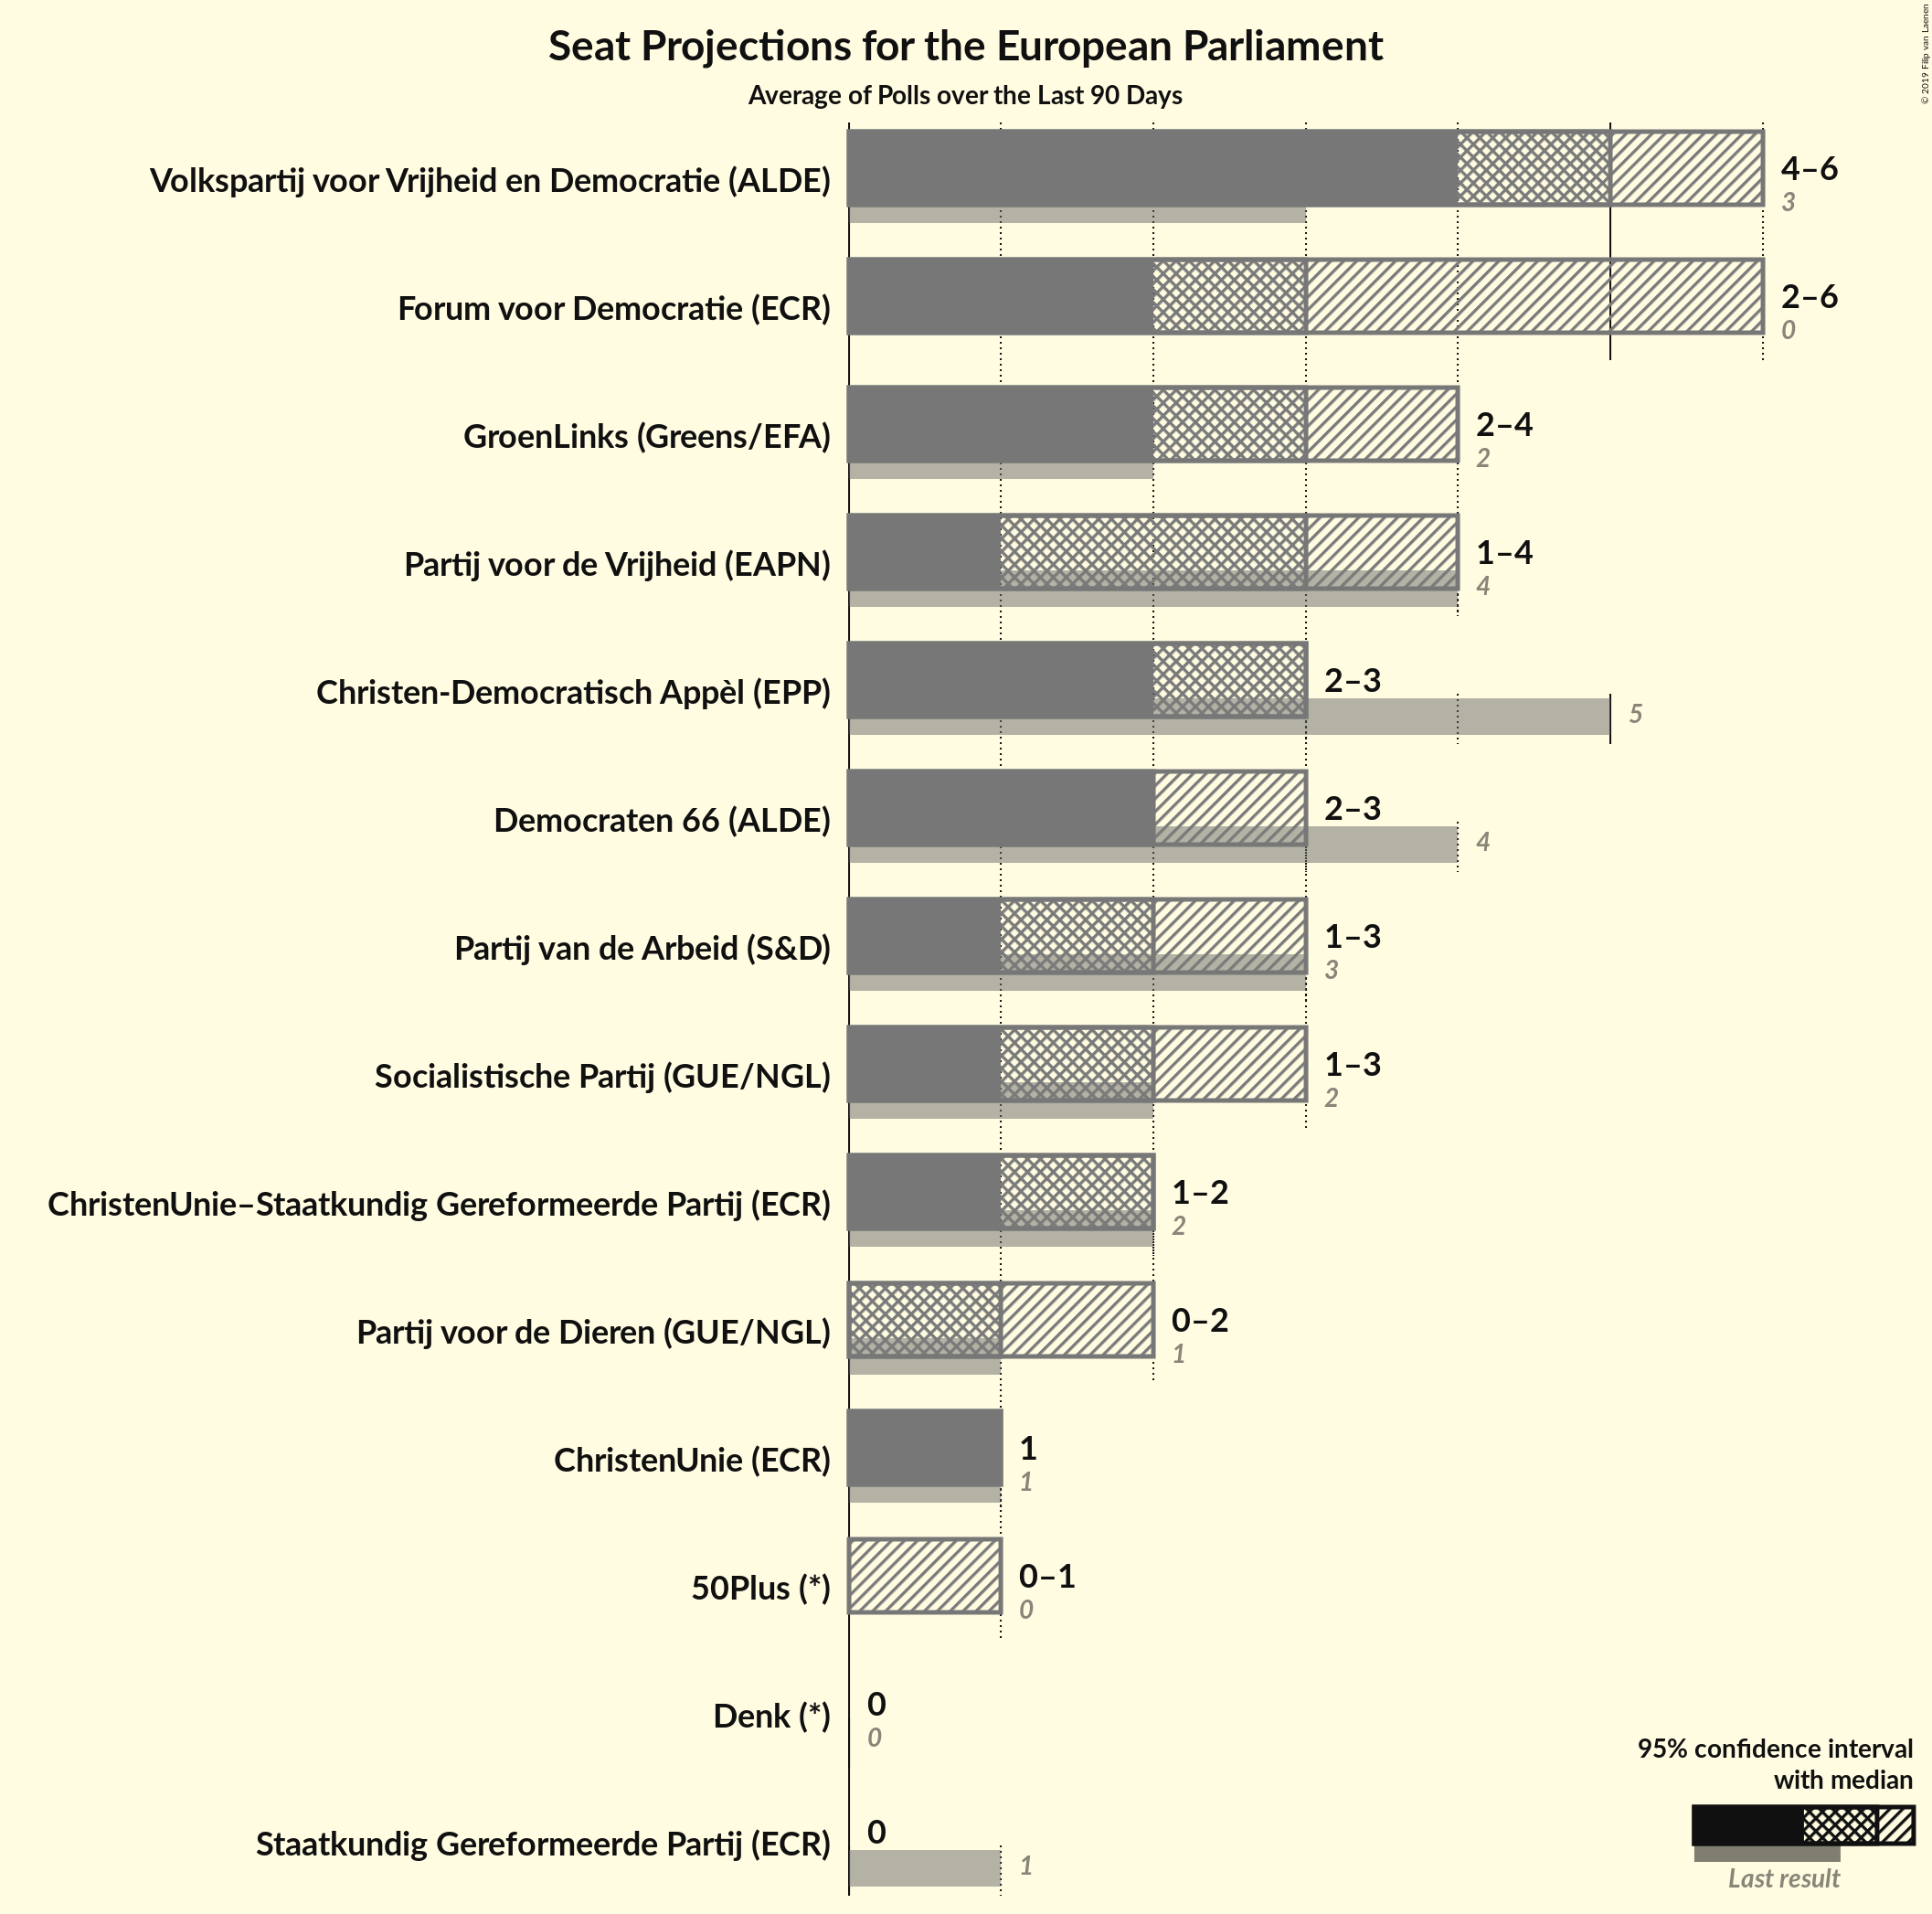 Seat Projections for the European Parliament
Average of Polls over the Last 90 Days
© 2019 Filip van Laenen
Volkspartij voor Vrijheid en Democratie (ALDE)
4–6
3
Forum voor Democratie (ECR)
2–6
0
GroenLinks (Greens/EFA)
2–4
2
Partij voor de Vrijheid (EAPN)
1–4
4
Christen-Democratisch Appèl (EPP)
2–3
5
Democraten 66 (ALDE)
2–3
4
Partij van de Arbeid (S&D)
1–3
3
Socialistische Partij (GUE/NGL)
1–3
2
ChristenUnie–Staatkundig Gereformeerde Partij (ECR)
1–2
2
Partij voor de Dieren (GUE/NGL)
0–2
1
ChristenUnie (ECR)
1
1
50Plus (*)
0–1
0
Denk (*)
0
0
Staatkundig Gereformeerde Partij (ECR)
0
1
95% confidence interval
with median
Last result